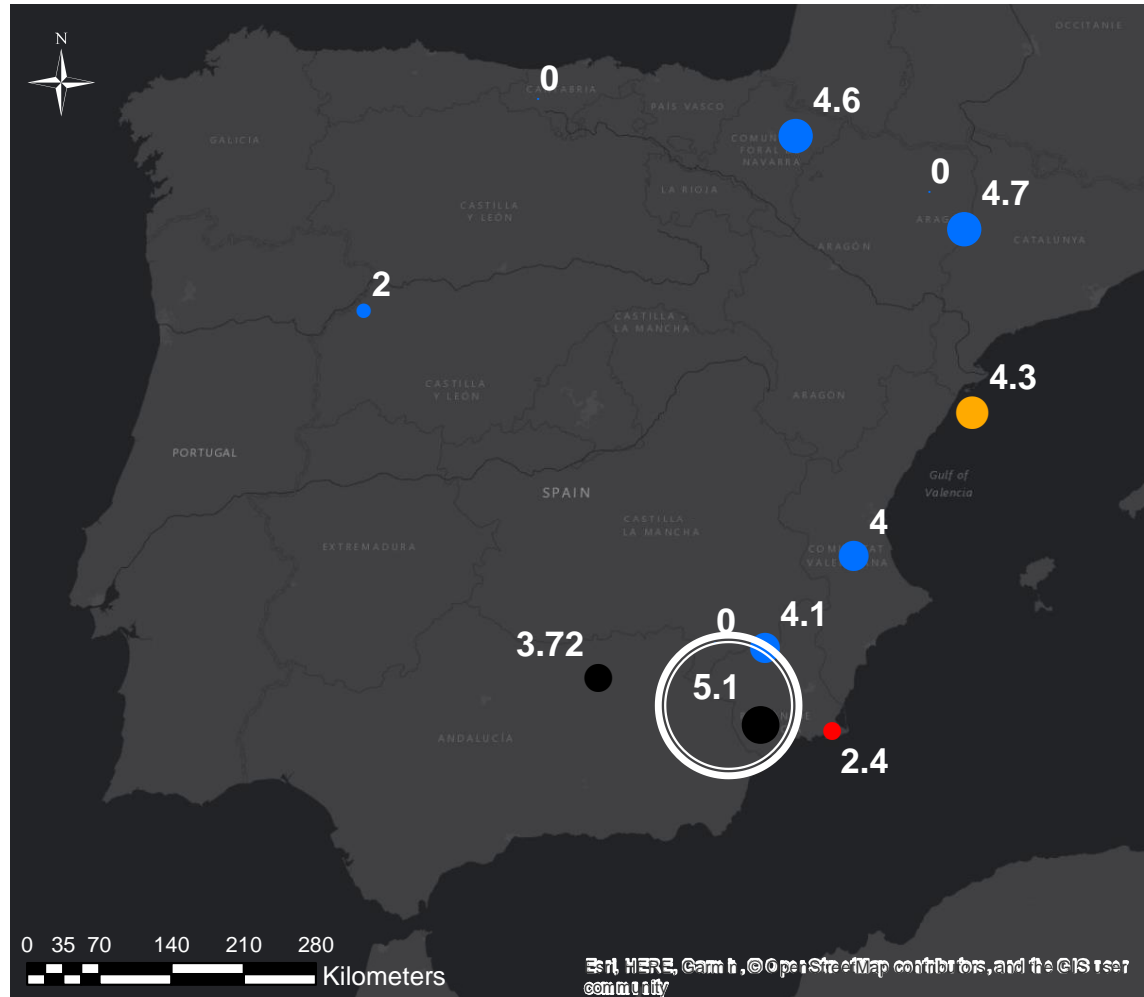 N
OCCITANIE
0
CANTABRIA
4.6
PAÍS VASCO
GALICIA
NAVARRA
0
LA RIOJA
4.7
CASTILLA
Y LEÓN
CATALUNYA
ARAGÓN
2
CASTILLA -
LA MANCHA
4.3
CASTILLA
Y LEÓN
ARAGÓN
PORTUGAL
Gulf of
Valencia
SPAIN
4
CASTILLA
LA MANCHA
EXTREMADURA
0
4.1
3.72
5.1
ANDALUCÍA
2.4
0 35 70 140 210 280
Kilometers
Esri, HERE, Garmin, © OpenStreetMap contributors, and the GIS user
community